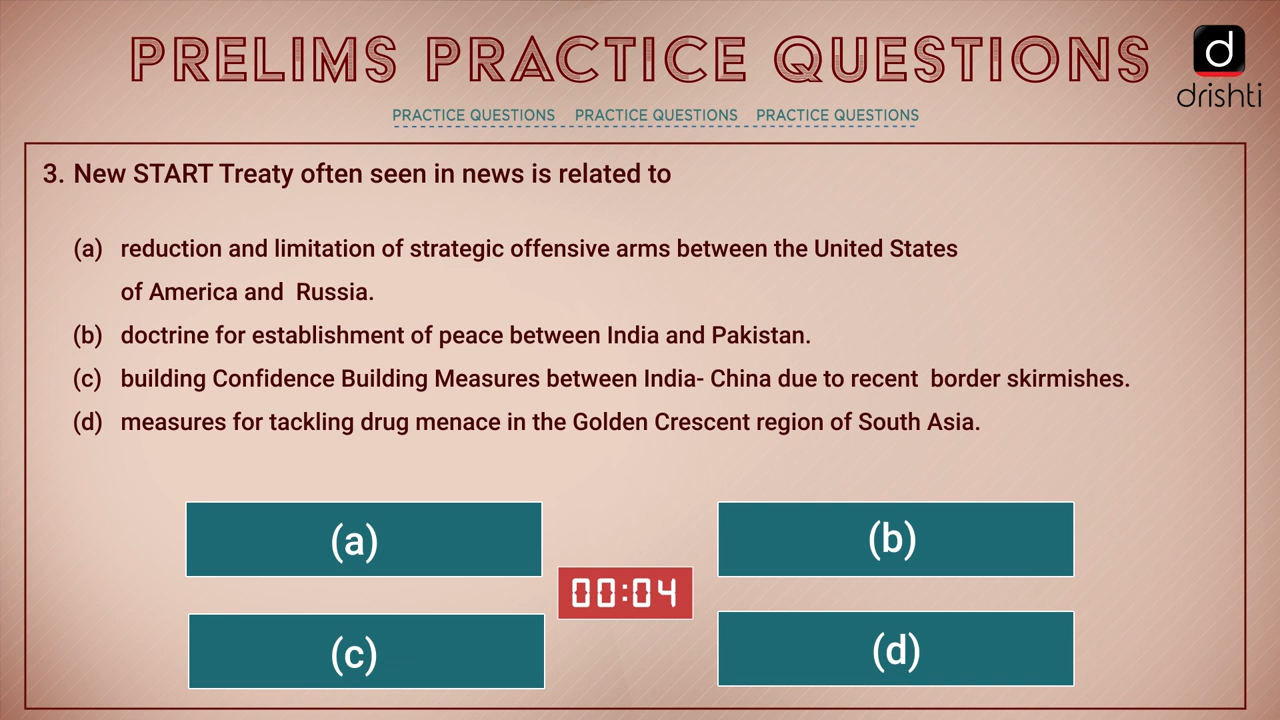 PRELIMS PRACTICE QUESTIONS
d
drishti
PRACTICE QUESTIONS PRACTICE QUESTIONS PRACTICE QUESTIONS
3. New START Treaty often seen in news is related to
(a) reduction and limitation of strategic offensive arms between the United States
of America and Russia.
(b) doctrine for establishment of peace between India and Pakistan.
(c) building Confidence Building Measures between India- China due to recent border skirmishes.
(d) measures for tackling drug menace in the Golden Crescent region of South Asia.
(a)
(b)
00:04
(c)
(d)